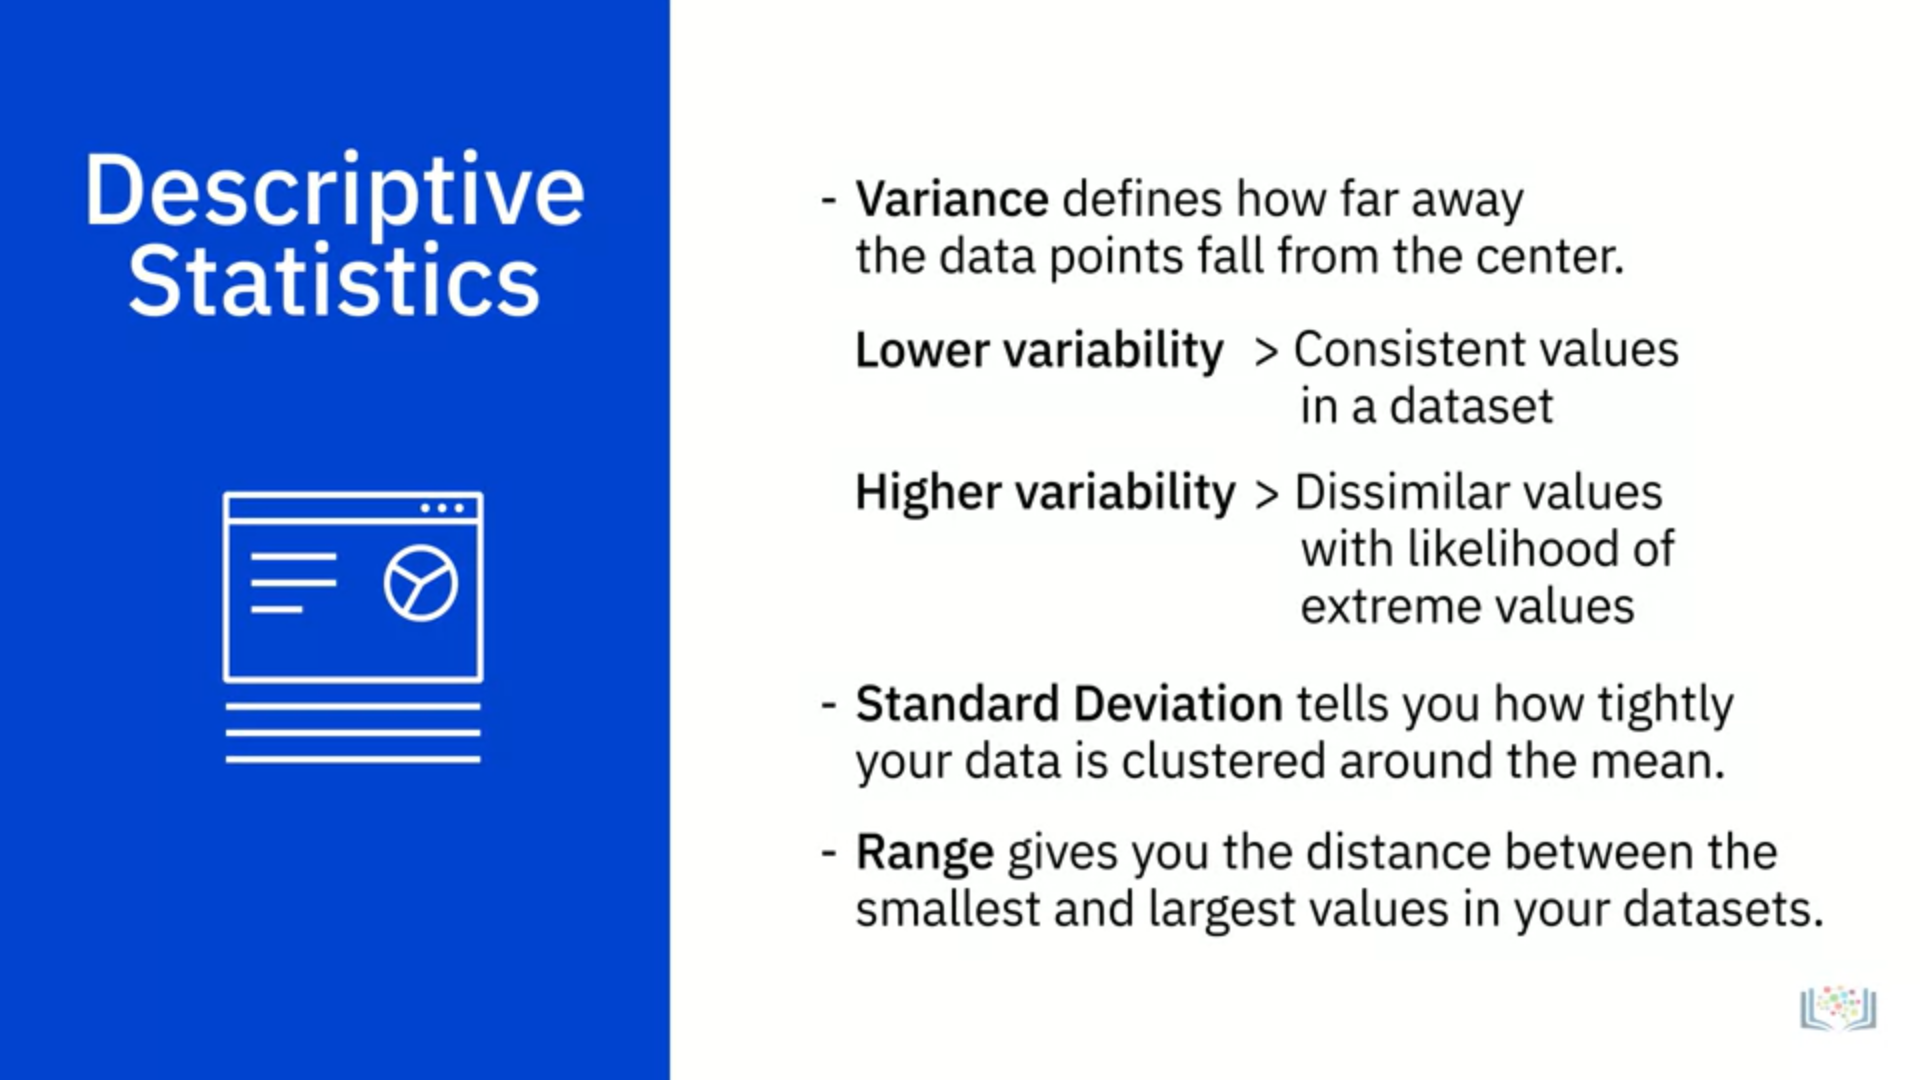 Descriptive
Statistics
- Variance defines how far away
the data points fall from the center.
Lower variability > Consistent values
in a dataset
Higher variability > Dissimilar values
with likelihood of
extreme values
- Standard Deviation tells you how tightly
your data is clustered around the mean.
- Range gives you the distance between the
smallest and largest values in your datasets.